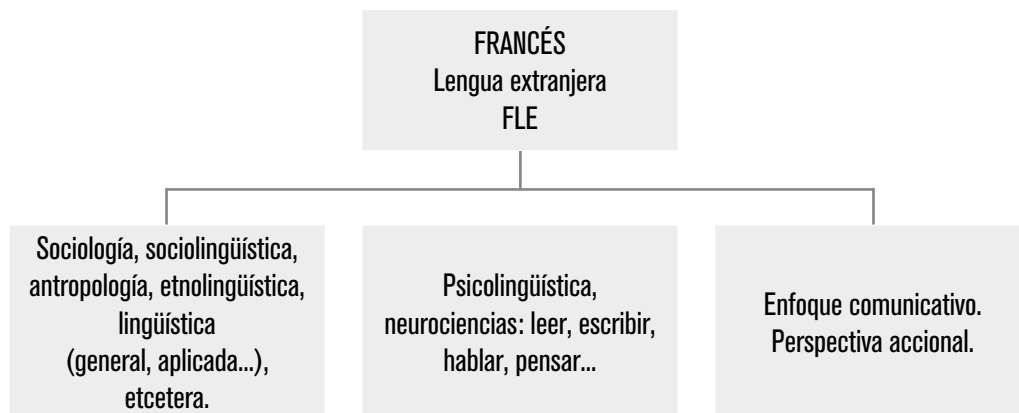 FRANCÉS
Lengua extranjera
FLE
Sociología, sociolingüística,
antropología, etnolingüística,
lingüística
(general, aplicada...),
etcetera.
Psicolingüística,
neurociencias: leer, escribir,
hablar, pensar...
Enfoque comunicativo.
Perspectiva accional.